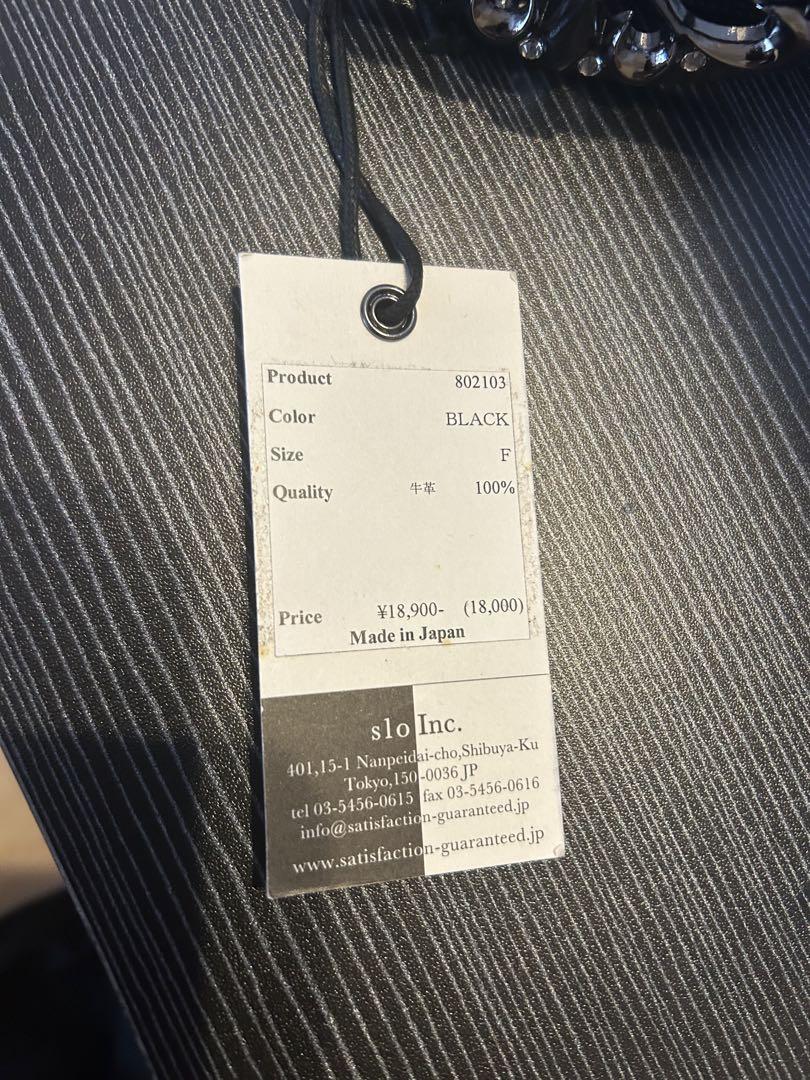 Product 802103
Color BLACK
Size F
Quality 牛革 100%
Price ¥18,900- (18,000)
Made in Japan
slo Inc.
401,15-1 Nanpeidai-cho,Shibuya-Ku
Tokyo,150-0036 JP
tel 03-5456-0615 fax 03-5456-0616
info@satisfaction-guaranteed.jp
www.satisfaction-guaranteed.jp